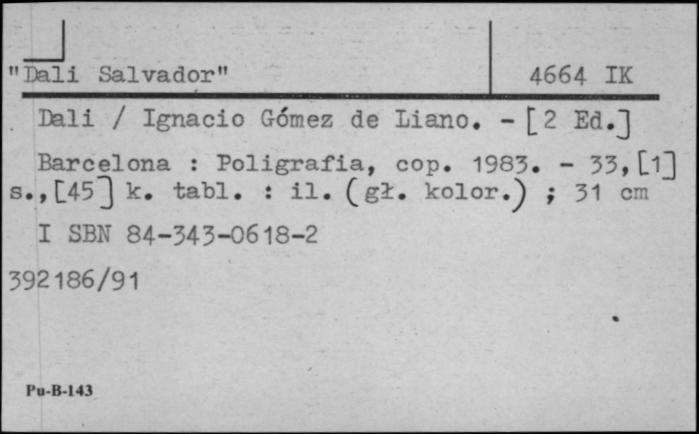 "Dali Salvador" 4664 IK
Dali / Ignacio Gómez de Liano. - [2 Ed.]
Barcelona : Poligrafia, cop. 1983. - 33,[1]
s.,[45] k. tabl. : il. (gł. kolor.) ; 31 cm
I SBN 84-343-0618-2
392186/91
Pu-B-143